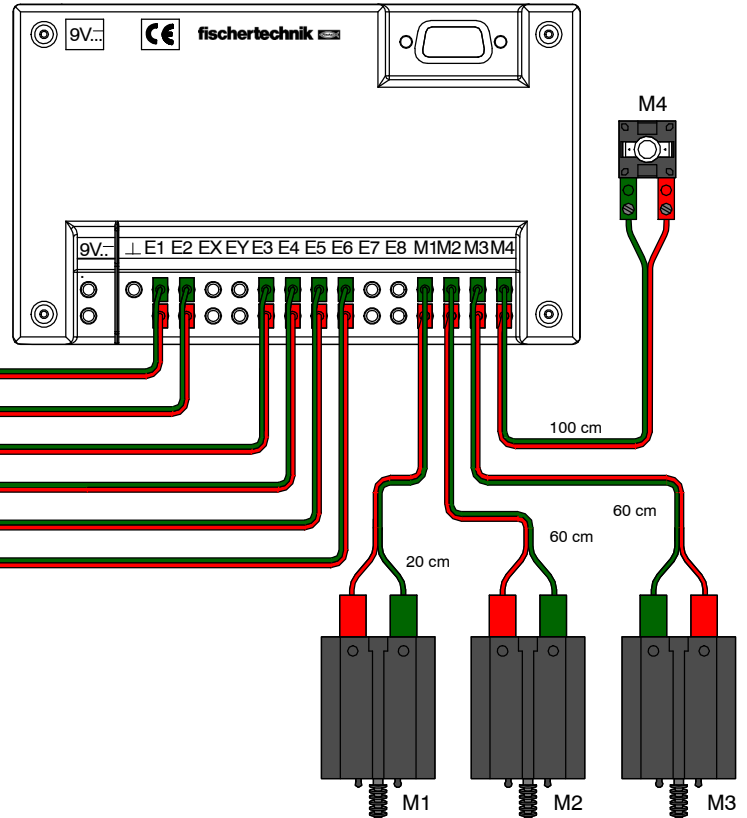 9V⎓ CE fischertechnik
M4
9V⎓ ⊥ E1 E2 EX EY E3 E4 E5 E6 E7 E8 M1 M2 M3 M4
100 cm
60 cm
60 cm
20 cm
M1 M2 M3